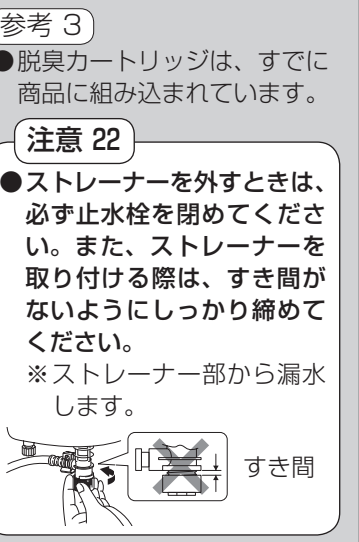 参考 3
●脱臭カートリッジは、すでに
商品に組み込まれています。
注意 22
●ストレーナーを外すときは、
必ず止水栓を閉めてくださ
い。また、ストレーナーを
取り付ける際は、すき間が
ないようにしっかり締めて
ください。
※ストレーナー部から漏水
します。
すき間